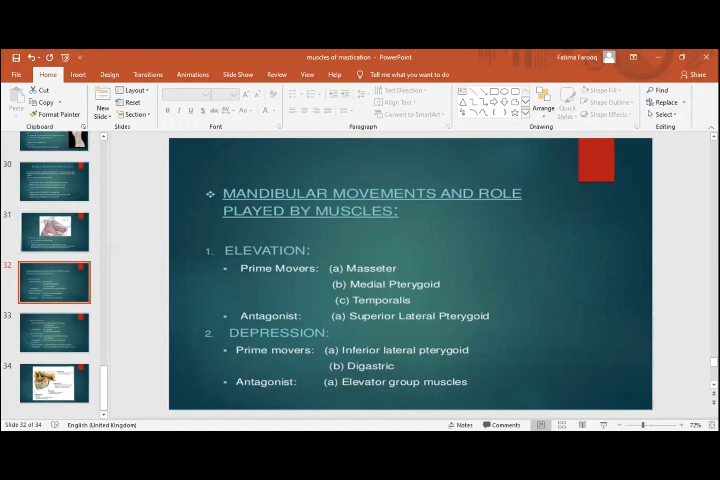 muscles of mastication - PowerPoint
Fatima Farooq
File Home Insert Design Transitions Animations Slide Show Review View Help Tell me what you want to do Share
Paste
Cut
Copy
Format Painter
Clipboard
New
Slide
Layout
Reset
Section
Slides
Font
Text Direction
Align Text
Convert to SmartArt
Paragraph
Arrange
Quick
Styles
Shape Fill
Shape Outline
Shape Effects
Drawing
Find
Replace
Select
Editing
30
31
32
33
34
MANDIBULAR MOVEMENTS AND ROLE
PLAYED BY MUSCLES:
1. ELEVATION:
Prime Movers: (a) Masseter
(b) Medial Pterygoid
(c) Temporalis
Antagonist: (a) Superior Lateral Pterygoid
2. DEPRESSION:
Prime movers: (a) Inferior lateral pterygoid
(b) Digastric
Antagonist: (a) Elevator group muscles
Slide 32 of 34 English (United Kingdom) Notes Comments 72%